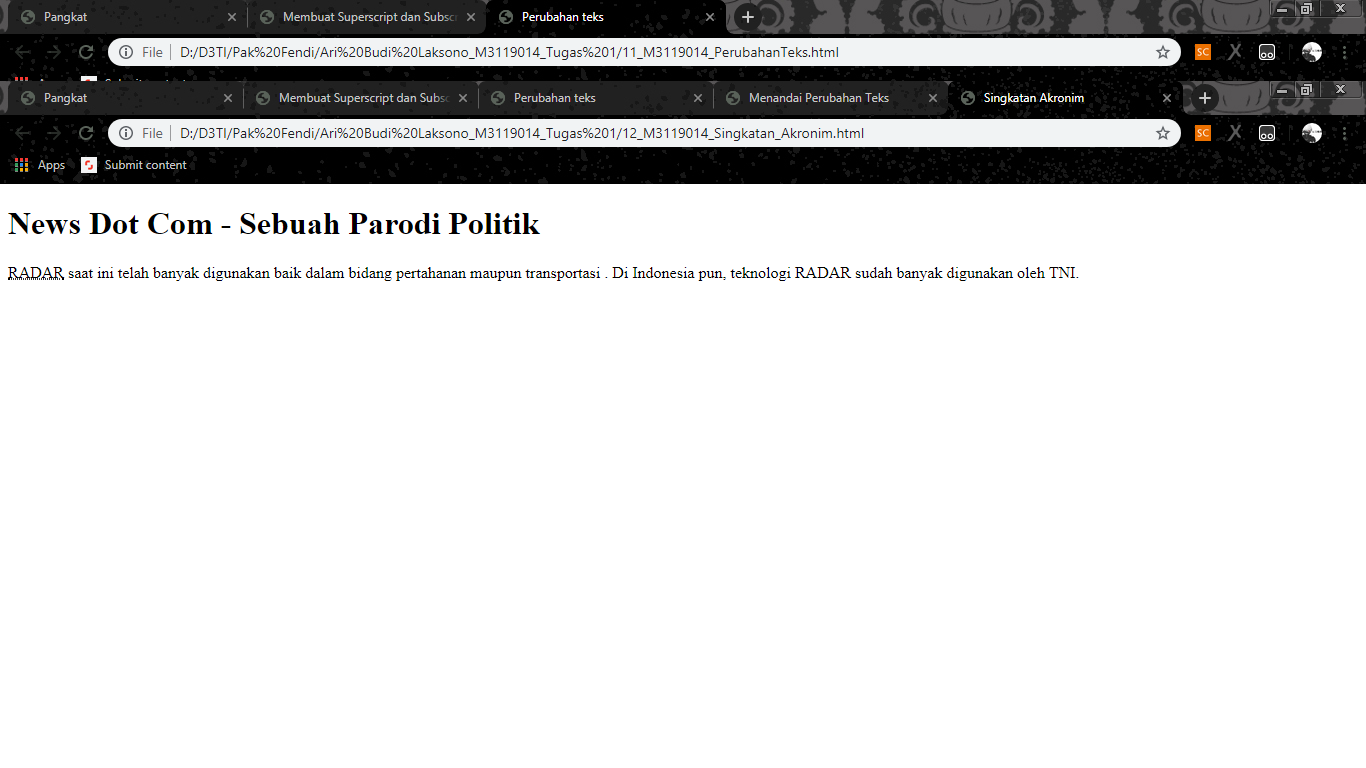 Pangkat
Membuat Superscript dan Subsc
Perubahan teks
File
D:/D3TI/Pak%20Fendi/Ari%20Budi%20Laksono_M3119014_Tugas%201/11_M3119014_PerubahanTeks.html
SC
Pangkat
Membuat Superscript dan Subsc
Perubahan teks
Menandai Perubahan Teks
Singkatan Akronim
File
D:/D3TI/Pak%20Fendi/Ari%20Budi%20Laksono_M3119014_Tugas%201/12_M3119014_Singkatan_Akronim.html
SC
Apps
Submit content
News Dot Com - Sebuah Parodi Politik
RADAR saat ini telah banyak digunakan baik dalam bidang pertahanan maupun transportasi . Di Indonesia pun, teknologi RADAR sudah banyak digunakan oleh TNI.